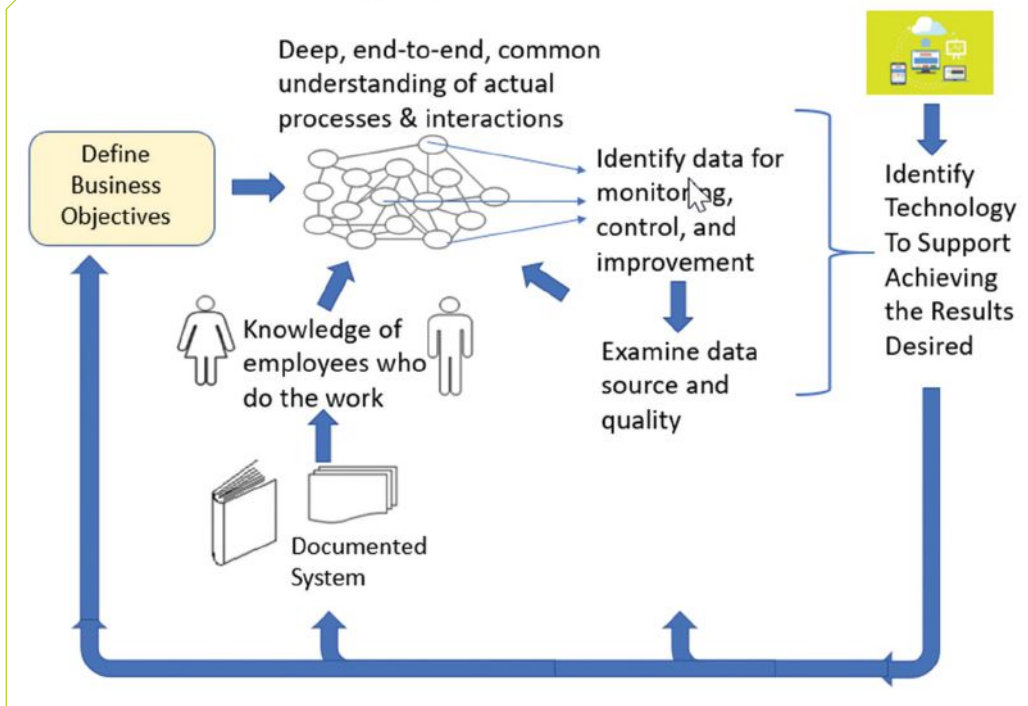 Deep, end-to-end, common
understanding of actual
processes & interactions
Define
Business
Objectives
Identify data for
monitoring,
control, and
improvement
Identify
Technology
To Support
Achieving
the Results
Desired
Knowledge of
employees who
do the work
Examine data
source and
quality
Documented
System